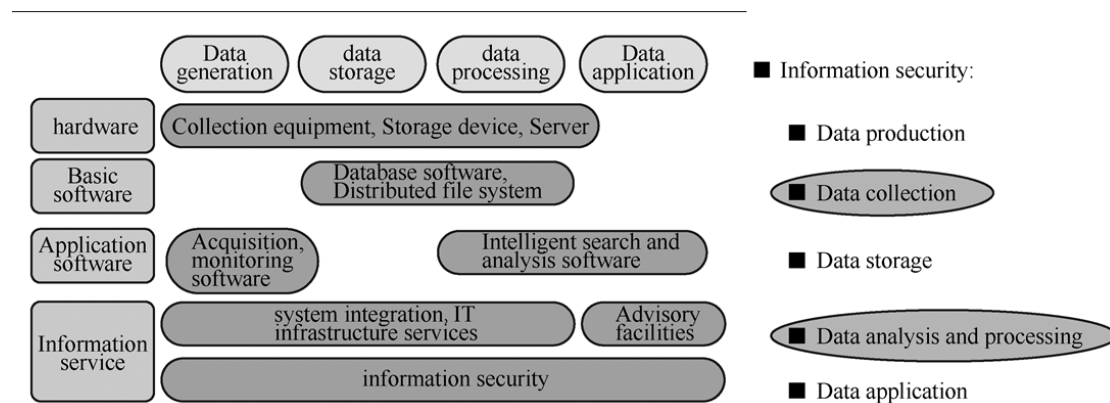 Data
generation
data
storage
data
processing
Data
application
hardware
Collection equipment, Storage device, Server
Basic
software
Database software,
Distributed file system
Application
software
Acquisition,
monitoring
software
Intelligent search and
analysis software
Information
service
system integration, IT
infrastructure services
Advisory
facilities
information security
■ Information security:
■ Data production
■ Data collection
■ Data storage
■ Data analysis and processing
■ Data application